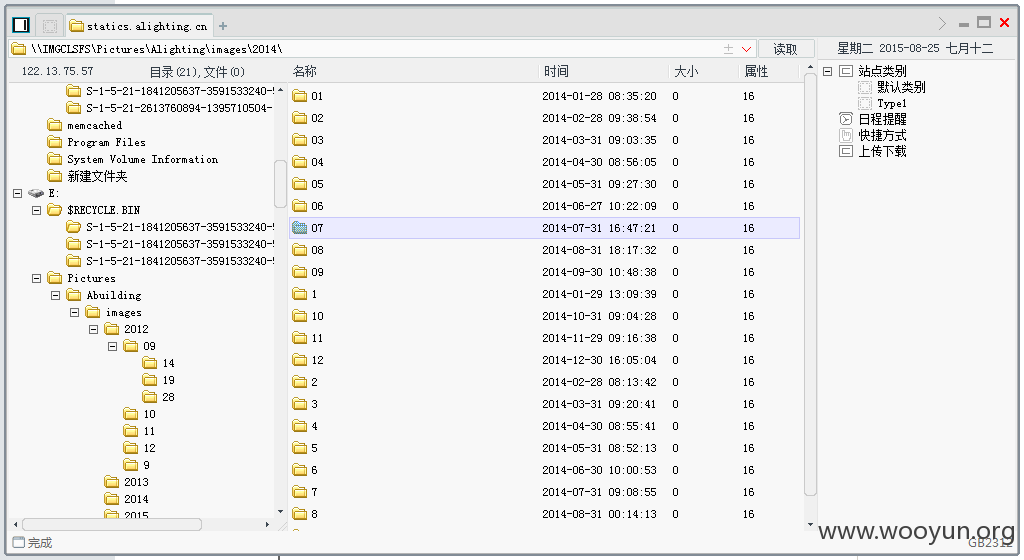 statics.alighting.cn
\\IMGCLSFS\Pictures\Alighting\images\2014\
读取
星期二 2015-08-25 七月十二
122.13.75.57
目录(21),文件(0)
S-1-5-21-1841205637-3591533240-5
S-1-5-21-2613760894-1395710504-
memcached
Program Files
System Volume Information
新建文件夹
E:
$RECYCLE.BIN
S-1-5-21-1841205637-3591533240-5
S-1-5-21-1841205637-3591533240-5
S-1-5-21-1841205637-3591533240-5
Pictures
Abuilding
images
2012
09
14
19
28
10
11
12
9
2013
2014
2015
名称 时间 大小 属性
01 2014-01-28 08:35:20 0 16
02 2014-02-28 09:38:54 0 16
03 2014-03-31 09:03:35 0 16
04 2014-04-30 08:56:05 0 16
05 2014-05-31 09:27:30 0 16
06 2014-06-27 10:22:09 0 16
07 2014-07-31 16:47:21 0 16
08 2014-08-31 18:17:32 0 16
09 2014-09-30 10:48:38 0 16
1 2014-01-29 13:09:39 0 16
10 2014-10-31 09:04:28 0 16
11 2014-11-29 09:16:38 0 16
12 2014-12-30 16:05:04 0 16
2 2014-02-28 08:13:42 0 16
3 2014-03-31 09:20:41 0 16
4 2014-04-30 08:55:41 0 16
5 2014-05-31 08:52:13 0 16
6 2014-06-30 10:00:53 0 16
7 2014-07-31 09:08:55 0 16
8 2014-08-31 00:14:13 0 16
站点类别
默认类别
Type1
日程提醒
快捷方式
上传下载
完成
GB2312
www.wooyun.org